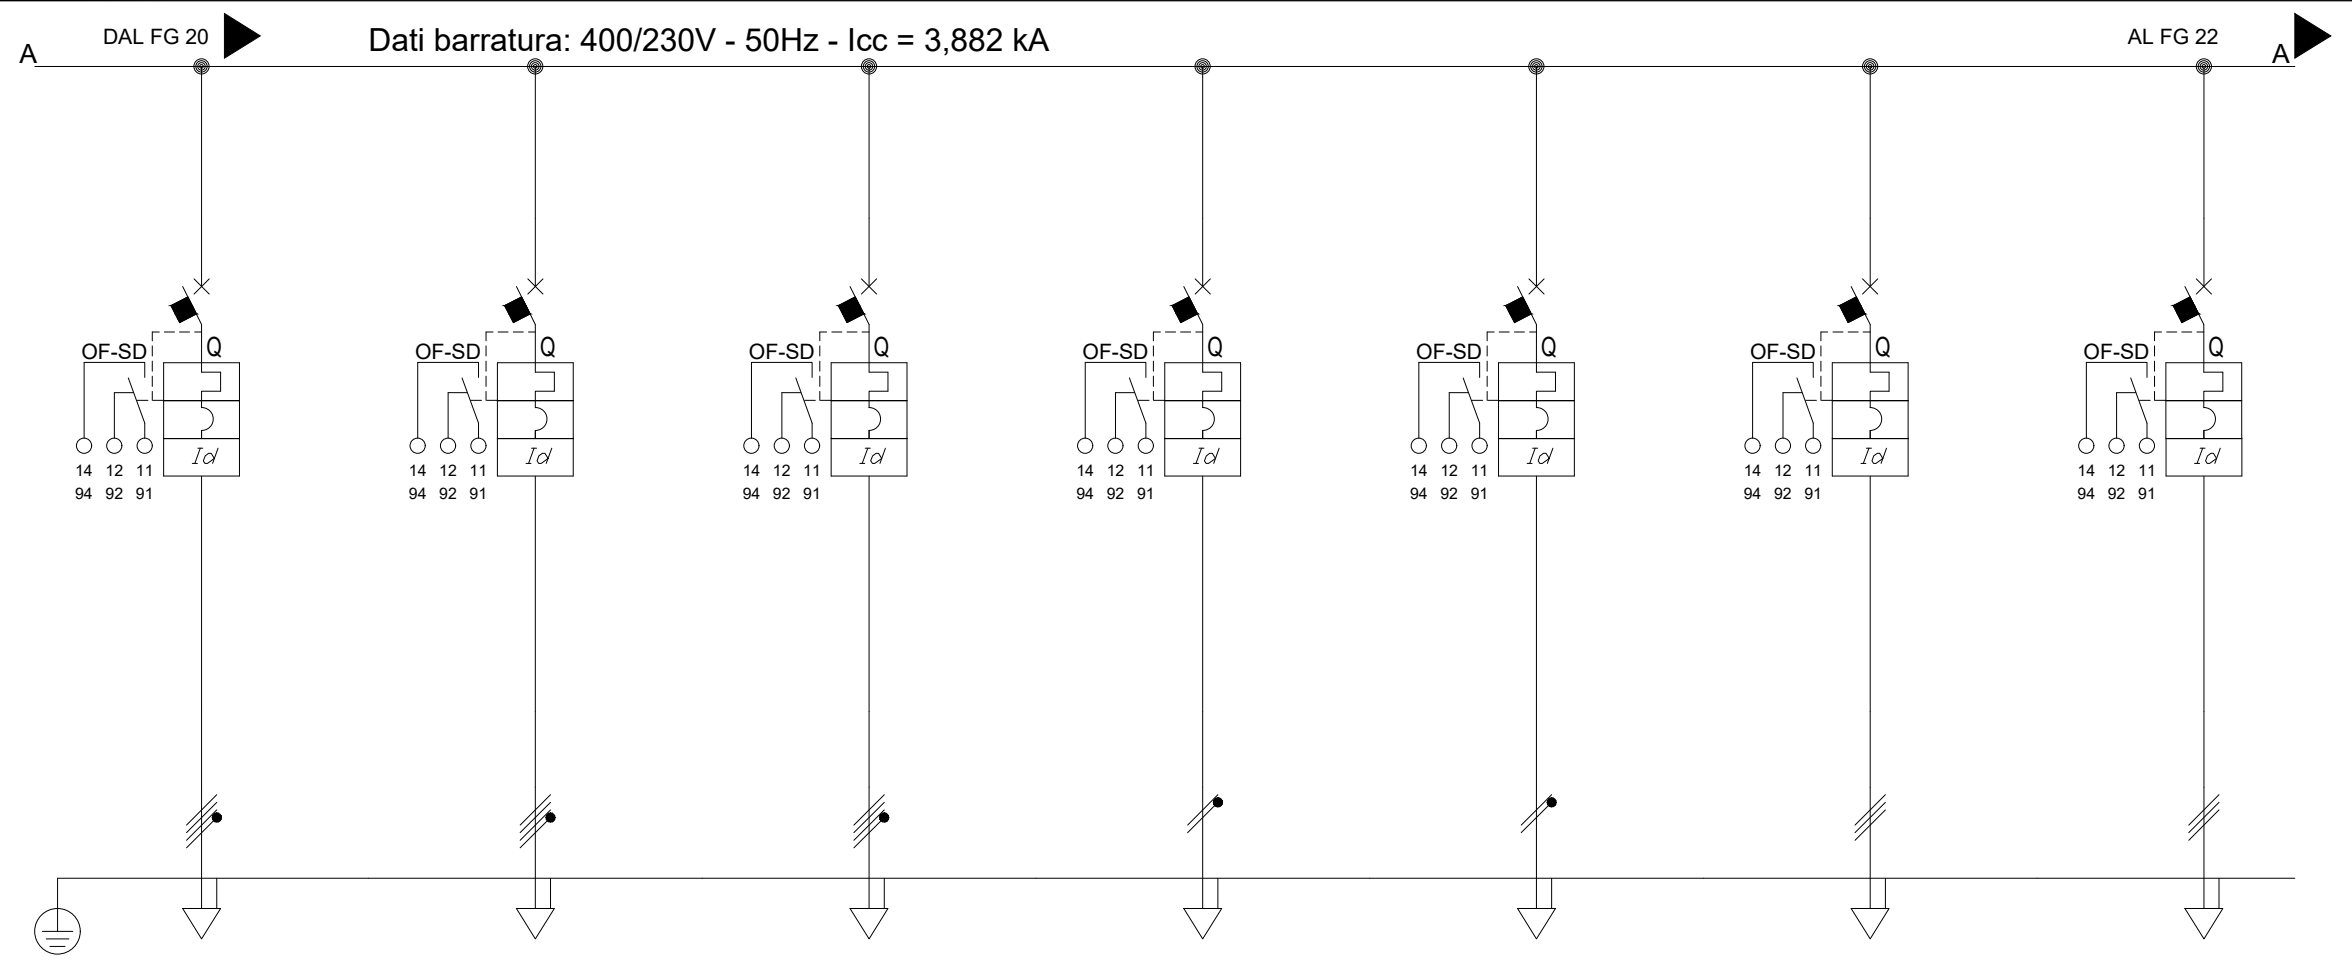 DAL FG 20
Dati barratura: 400/230V - 50Hz - Icc = 3,882 kA
AL FG 22
A
A
OF-SD Q
OF-SD Q
OF-SD Q
OF-SD Q
OF-SD Q
OF-SD Q
OF-SD Q
Id
Id
Id
Id
Id
Id
Id
14 12 11
14 12 11
14 12 11
14 12 11
14 12 11
14 12 11
14 12 11
94 92 91
94 92 91
94 92 91
94 92 91
94 92 91
94 92 91
94 92 91